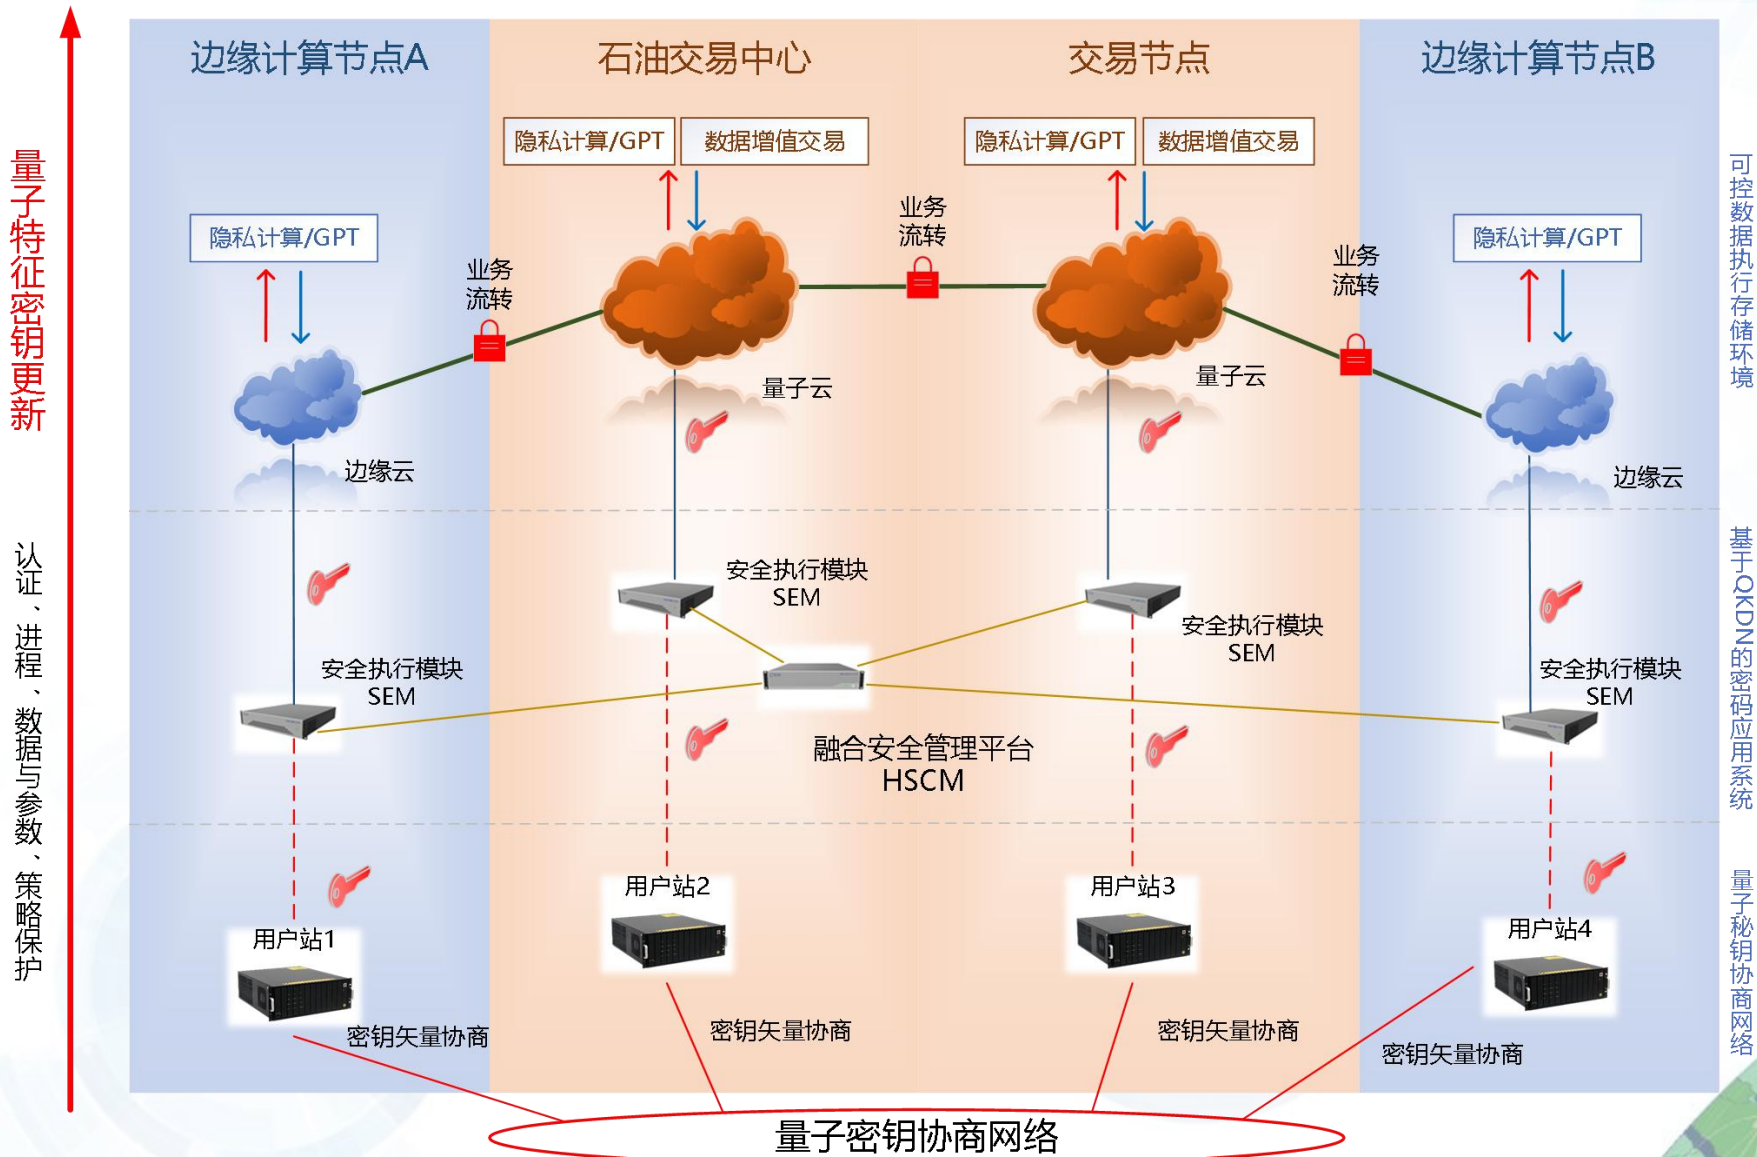 边缘计算节点A
石油交易中心
交易节点
边缘计算节点B
隐私计算/GPT
数据增值交易
隐私计算/GPT
数据增值交易
隐私计算/GPT
隐私计算/GPT
业务
流转
业务
流转
业务
流转
量子云
量子云
边缘云
边缘云
安全执行模块
SEM
安全执行模块
SEM
安全执行模块
SEM
安全执行模块
SEM
融合安全管理平台
HSCM
用户站1
用户站2
用户站3
用户站4
密钥矢量协商
密钥矢量协商
密钥矢量协商
密钥矢量协商
量子密钥协商网络
量子特征密钥更新
认证、进程、数据与参数、策略保护
可控数据执行存储环境
基于QKDN的密码应用系统
量子秘钥协商网络